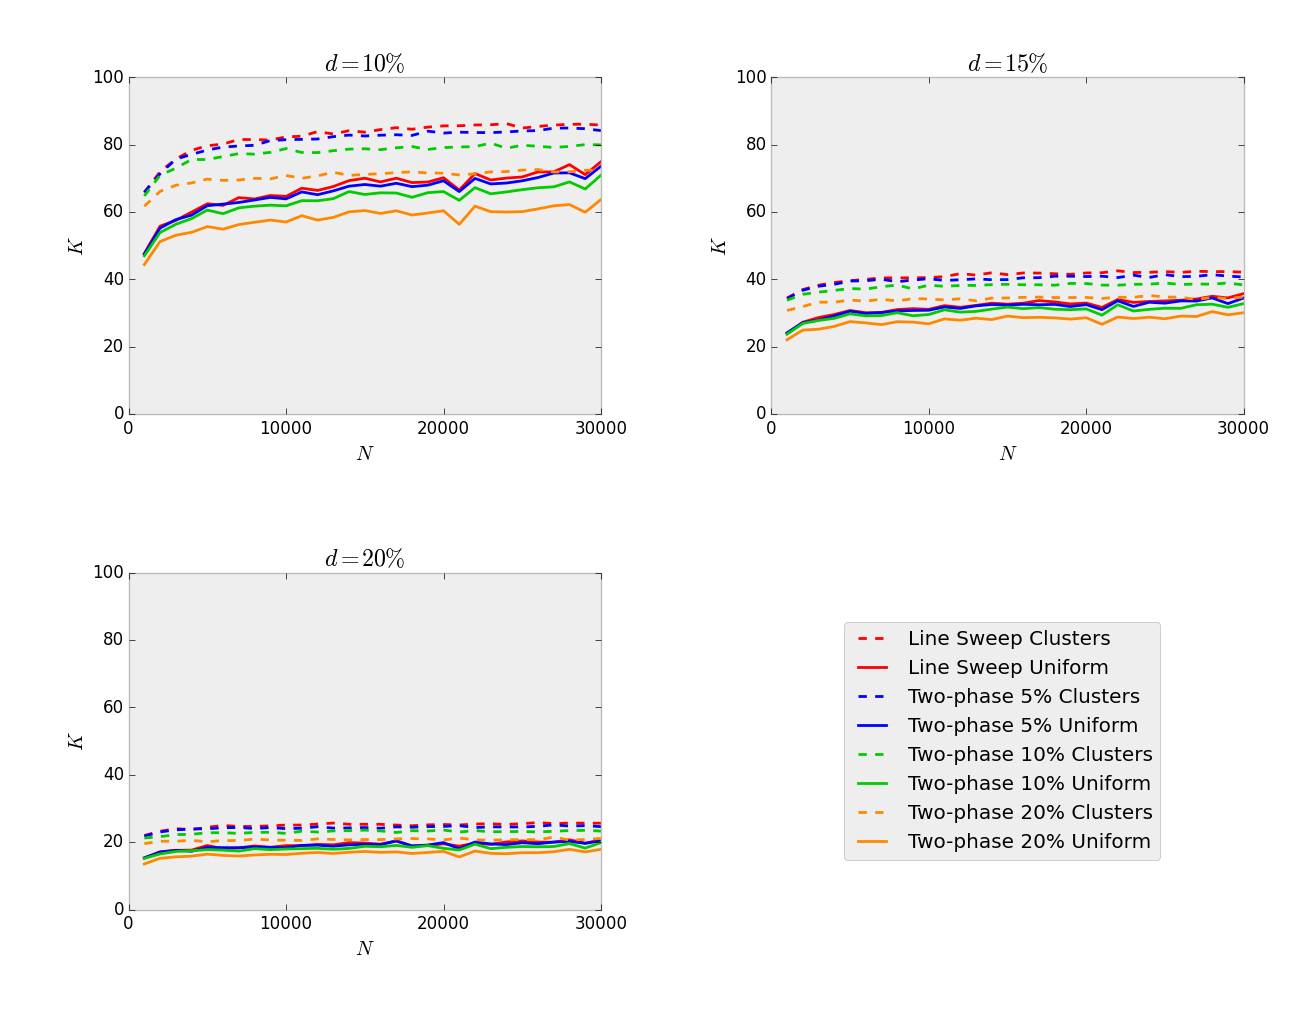 d = 10%
100
80
60
40
20
0
K
0 10000 20000 30000
N
d = 15%
100
80
60
40
20
0
K
0 10000 20000 30000
N
d = 20%
100
80
60
40
20
0
K
0 10000 20000 30000
N
Line Sweep Clusters
Line Sweep Uniform
Two-phase 5% Clusters
Two-phase 5% Uniform
Two-phase 10% Clusters
Two-phase 10% Uniform
Two-phase 20% Clusters
Two-phase 20% Uniform